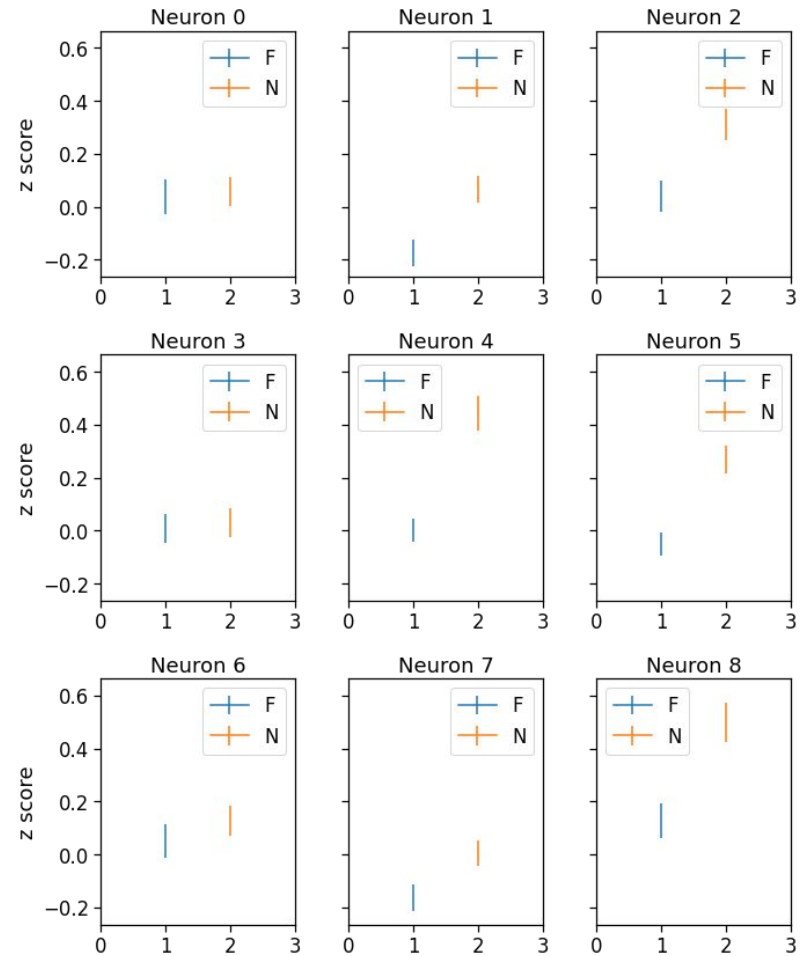 Neuron 0
Neuron 1
Neuron 2
z score
0.6
0.4
0.2
0.0
−0.2
F
N
F
N
F
N
0 1 2 3
0 1 2 3
0 1 2 3
Neuron 3
Neuron 4
Neuron 5
z score
0.6
0.4
0.2
0.0
−0.2
F
N
F
N
F
N
0 1 2 3
0 1 2 3
0 1 2 3
Neuron 6
Neuron 7
Neuron 8
z score
0.6
0.4
0.2
0.0
−0.2
F
N
F
N
F
N
0 1 2 3
0 1 2 3
0 1 2 3